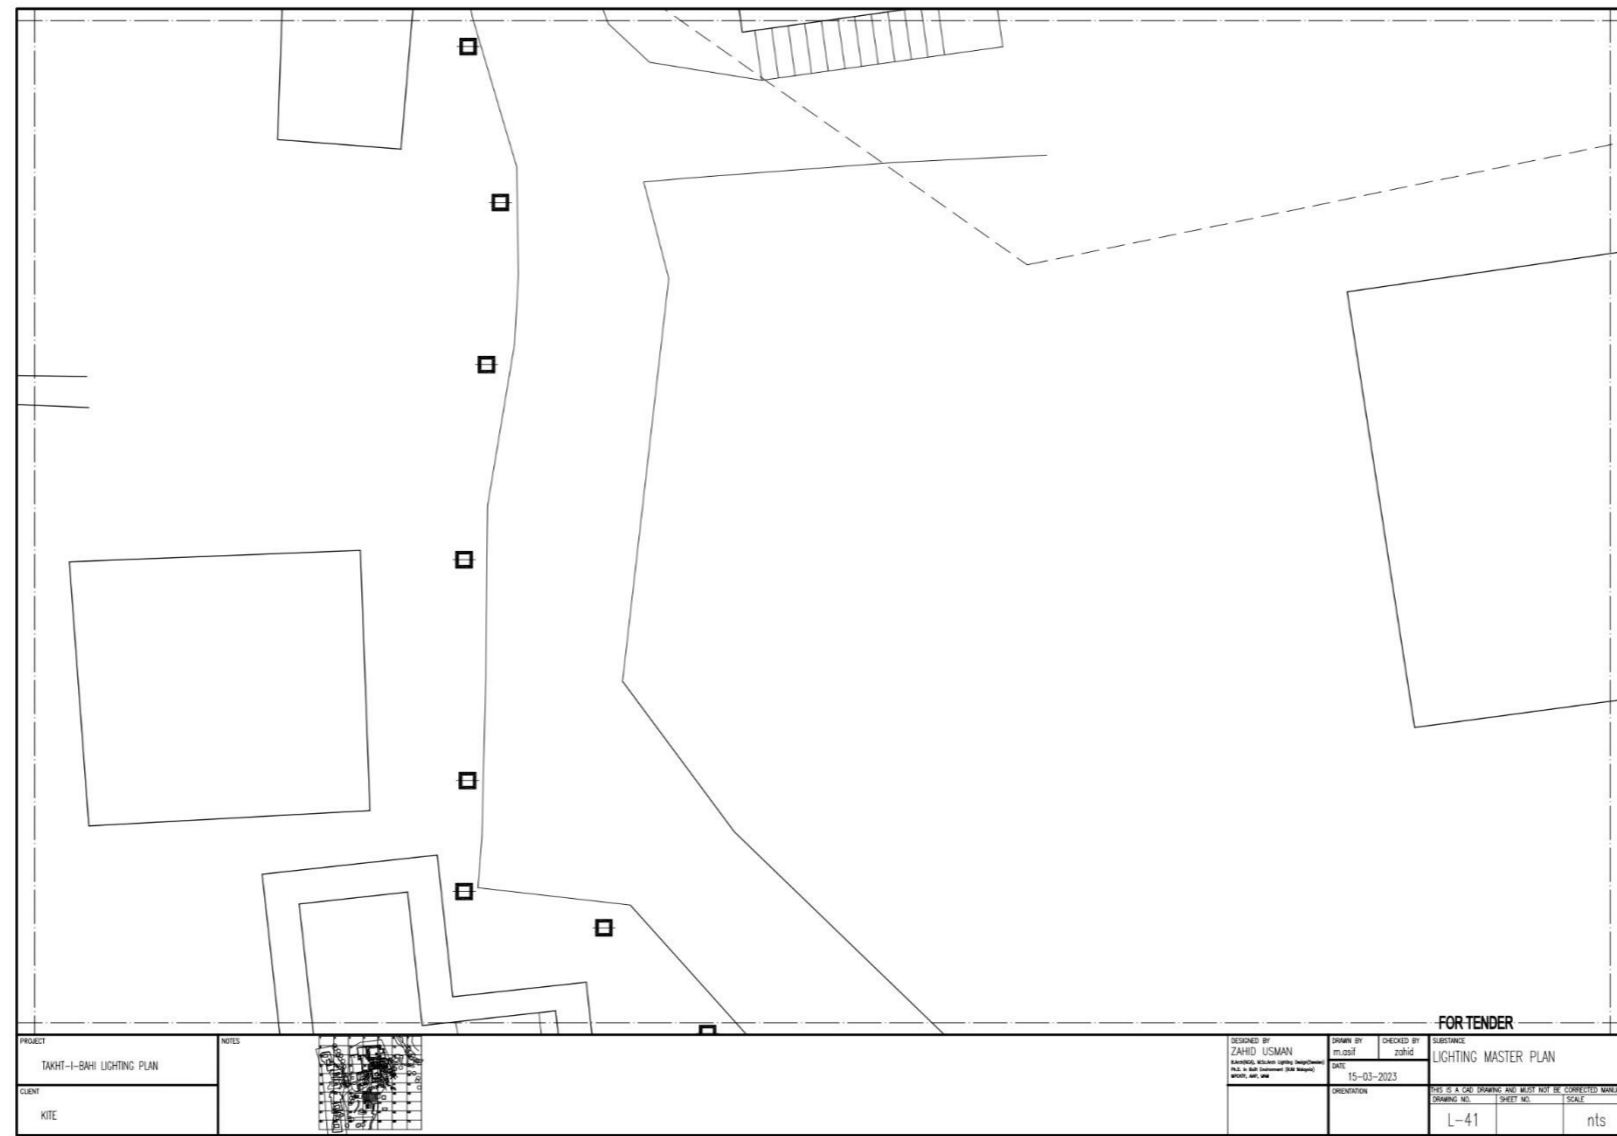 FOR TENDER
PROJECT
TAKHT-I-BAHI LIGHTING PLAN
CLIENT
KITE
NOTES
DESIGNED BY
ZAHID USMAN
DRAWN BY
m.asif
CHECKED BY
zahid
DATE
15-03-2023
ORIENTATION
SUBSTANCE
LIGHTING MASTER PLAN
THIS IS A CAD DRAWING AND MUST NOT BE CORRECTED
DRAWING NO.
L-41
SHEET NO.
SCALE
nts